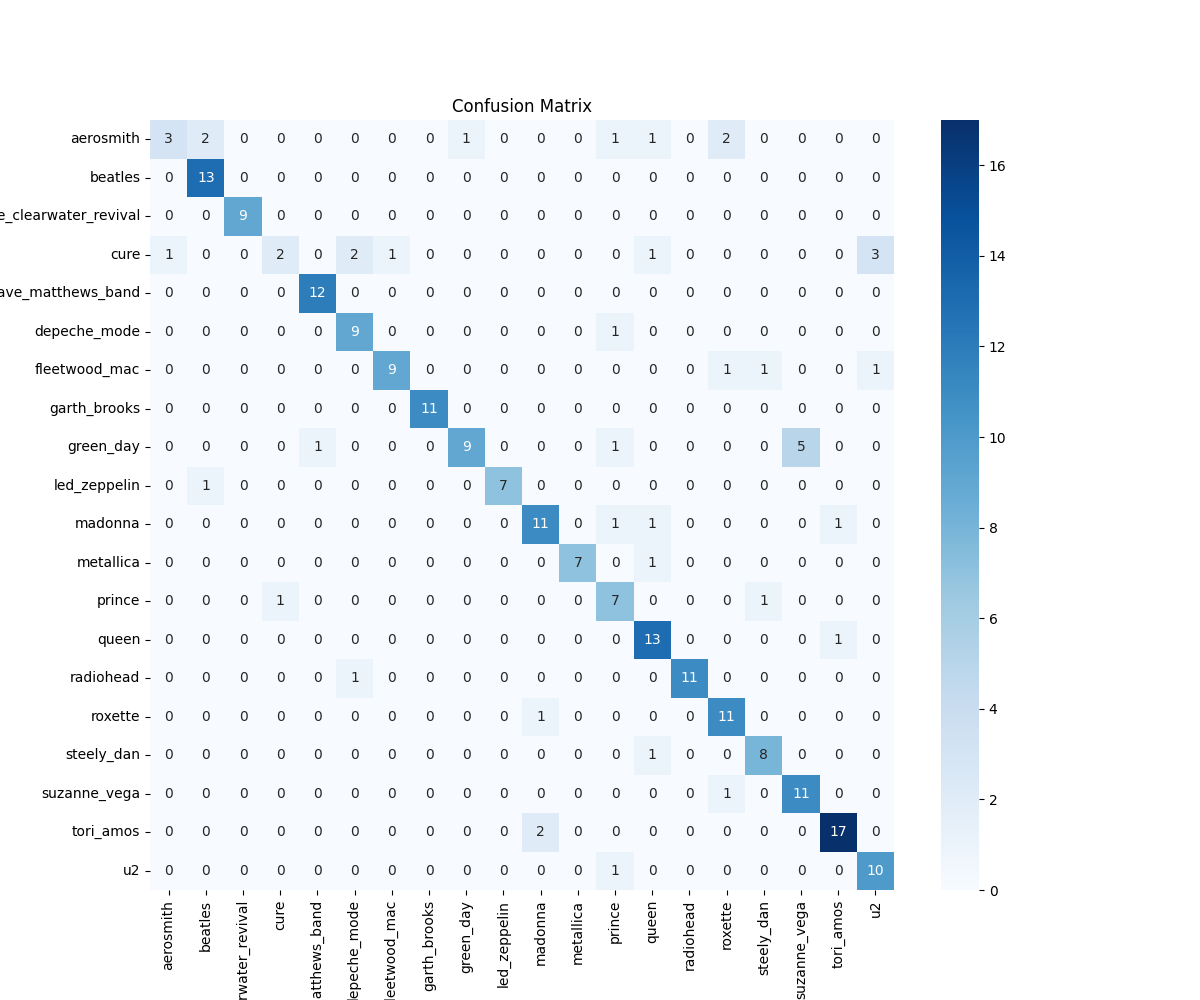 Confusion Matrix
aerosmith 3 2 0 0 0 0 0 0 1 0 0 0 1 1 0 2 0 0 0 0
beatles 0 13 0 0 0 0 0 0 0 0 0 0 0 0 0 0 0 0 0 0
e_clearwater_revival 0 0 9 0 0 0 0 0 0 0 0 0 0 0 0 0 0 0 0 0
cure 1 0 0 2 0 2 1 0 0 0 0 0 0 1 0 0 0 0 0 3
ave_matthews_band 0 0 0 0 12 0 0 0 0 0 0 0 0 0 0 0 0 0 0 0
depeche_mode 0 0 0 0 0 9 0 0 0 0 0 0 1 0 0 0 0 0 0 0
fleetwood_mac 0 0 0 0 0 0 9 0 0 0 0 0 0 0 0 1 1 0 0 1
garth_brooks 0 0 0 0 0 0 0 11 0 0 0 0 0 0 0 0 0 0 0 0
green_day 0 0 0 0 1 0 0 0 9 0 0 0 1 0 0 0 0 5 0 0
led_zeppelin 0 1 0 0 0 0 0 0 0 7 0 0 0 0 0 0 0 0 0 0
madonna 0 0 0 0 0 0 0 0 0 0 11 0 1 1 0 0 0 0 1 0
metallica 0 0 0 0 0 0 0 0 0 0 0 7 0 1 0 0 0 0 0 0
prince 0 0 0 1 0 0 0 0 0 0 0 0 7 0 0 0 1 0 0 0
queen 0 0 0 0 0 0 0 0 0 0 0 0 0 13 0 0 0 0 1 0
radiohead 0 0 0 0 0 1 0 0 0 0 0 0 0 0 11 0 0 0 0 0
roxette 0 0 0 0 0 0 0 0 0 0 1 0 0 0 0 11 0 0 0 0
steely_dan 0 0 0 0 0 0 0 0 0 0 0 0 0 1 0 0 8 0 0 0
suzanne_vega 0 0 0 0 0 0 0 0 0 0 0 0 0 0 0 1 0 11 0 0
tori_amos 0 0 0 0 0 0 0 0 0 0 2 0 0 0 0 0 0 0 17 0
u2 0 0 0 0 0 0 0 0 0 0 0 0 1 0 0 0 0 0 0 10
aerosmith
beatles
rwater_revival
cure
atthews_band
depeche_mode
leetwood_mac
garth_brooks
green_day
led_zeppelin
madonna
metallica
prince
queen
radiohead
roxette
steely_dan
suzanne_vega
tori_amos
u2
16
14
12
10
8
6
4
2
0